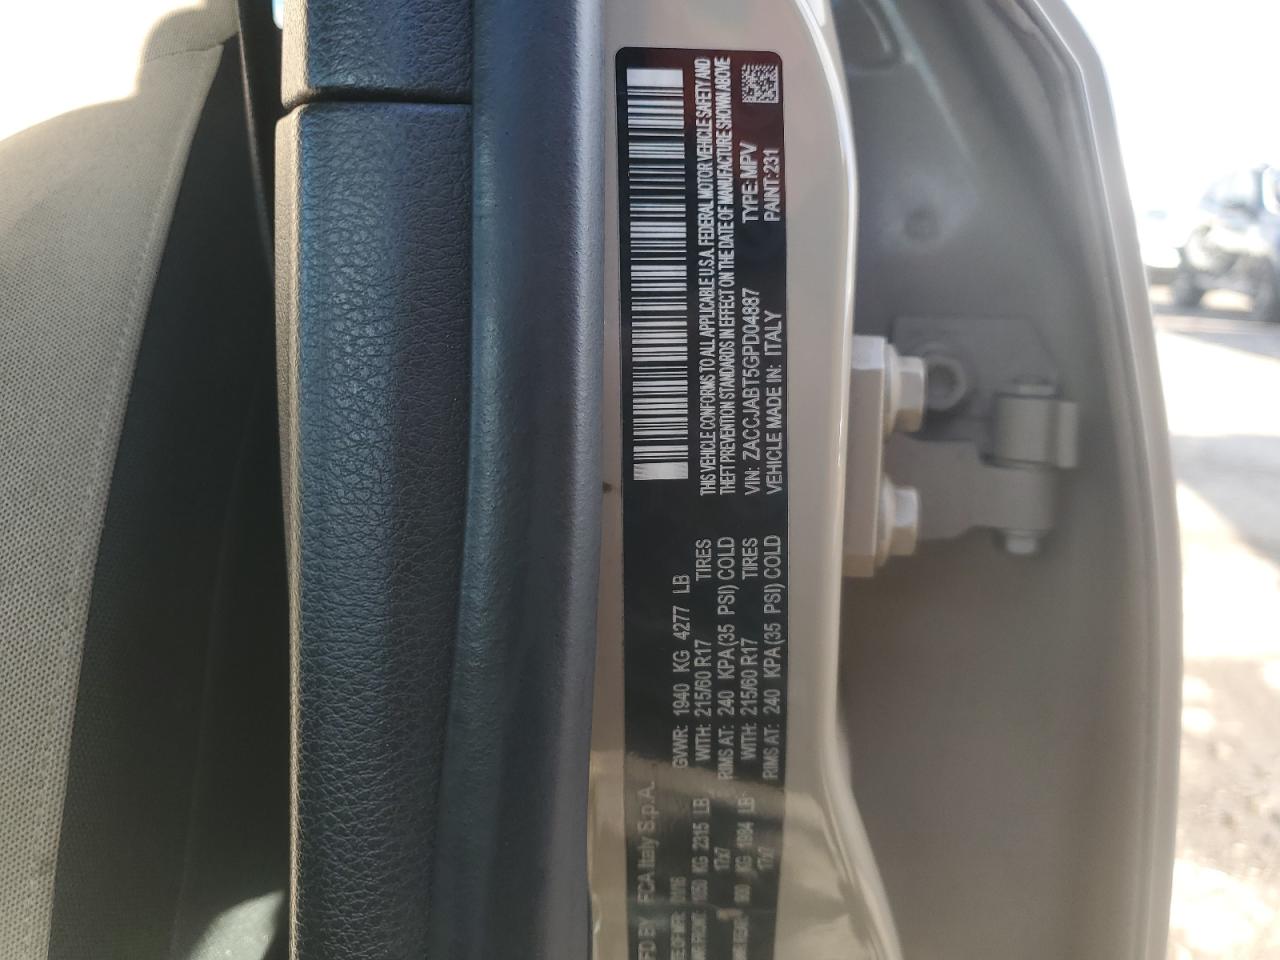 FD BY FCA Italy S.p.A.
GVWR: 1940 KG 4277 LB
KG 2315 LB WITH: 215/60 R17 TIRES
17x7 RIMS AT: 240 KPA(35 PSI) COLD
KG LB WITH: 215/60 R17 TIRES
17x7 RIMS AT: 240 KPA(35 PSI) COLD
THIS VEHICLE CONFORMS TO ALL APPLICABLE U.S.A. FEDERAL MOTOR VEHICLE SAFETY AND
THEFT PREVENTION STANDARDS IN EFFECT ON THE DATE OF MANUFACTURE SHOWN ABOVE
VIN: ZACCJABT5GPD04887 TYPE: MPV
VEHICLE MADE IN: ITALY PAINT: 231